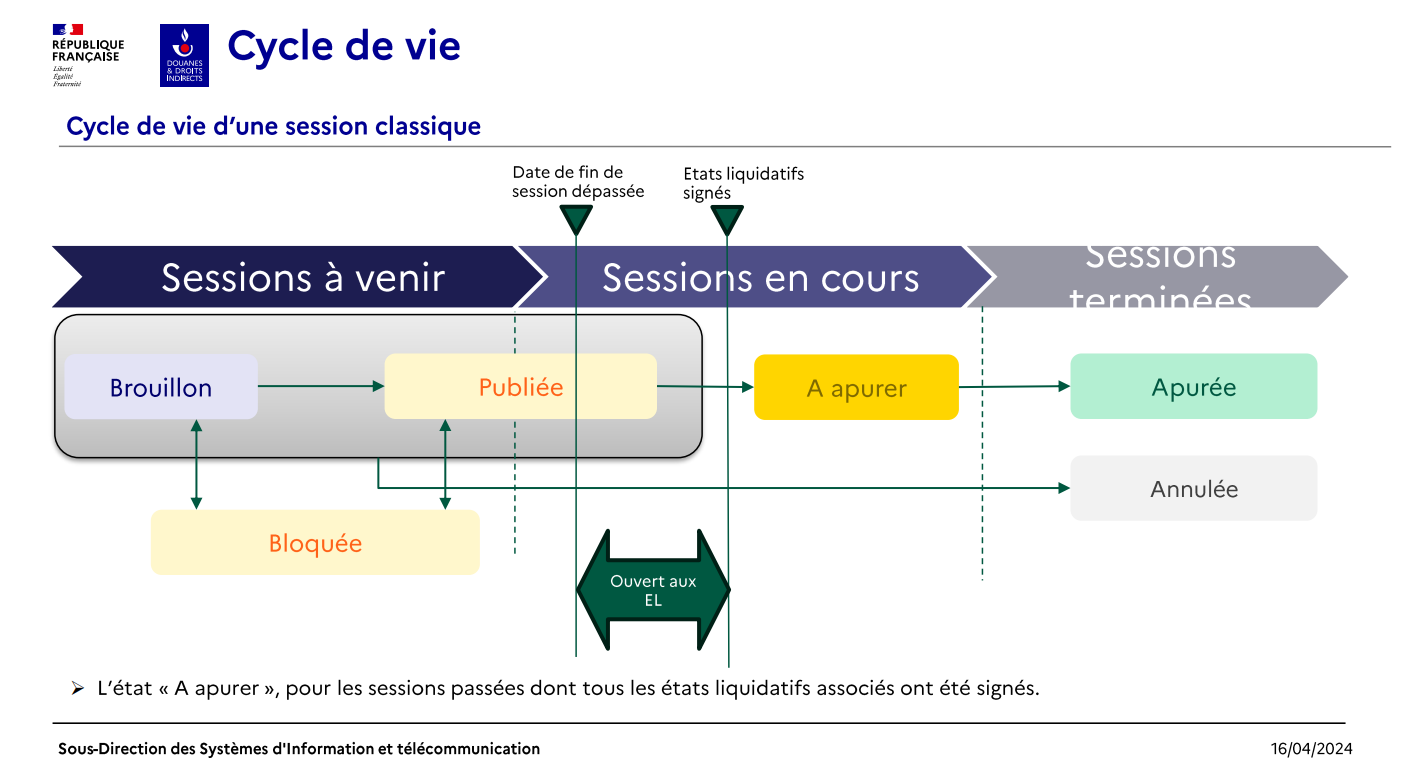 RÉPUBLIQUE
FRANÇAISE
Liberté
Égalité
Fraternité
DOUANES
& DROITS
INDIRECTS
Cycle de vie
Cycle de vie d’une session classique
Date de fin de
session dépassée
Etats liquidatifs
signés
Sessions à venir
Sessions en cours
Sessions
terminées
Brouillon
Publiée
A apurer
Apurée
Annulée
Bloquée
Ouvert aux
EL
➢ L’état « A apurer », pour les sessions passées dont tous les états liquidatifs associés ont été signés.
Sous-Direction des Systèmes d'Information et télécommunication
16/04/2024